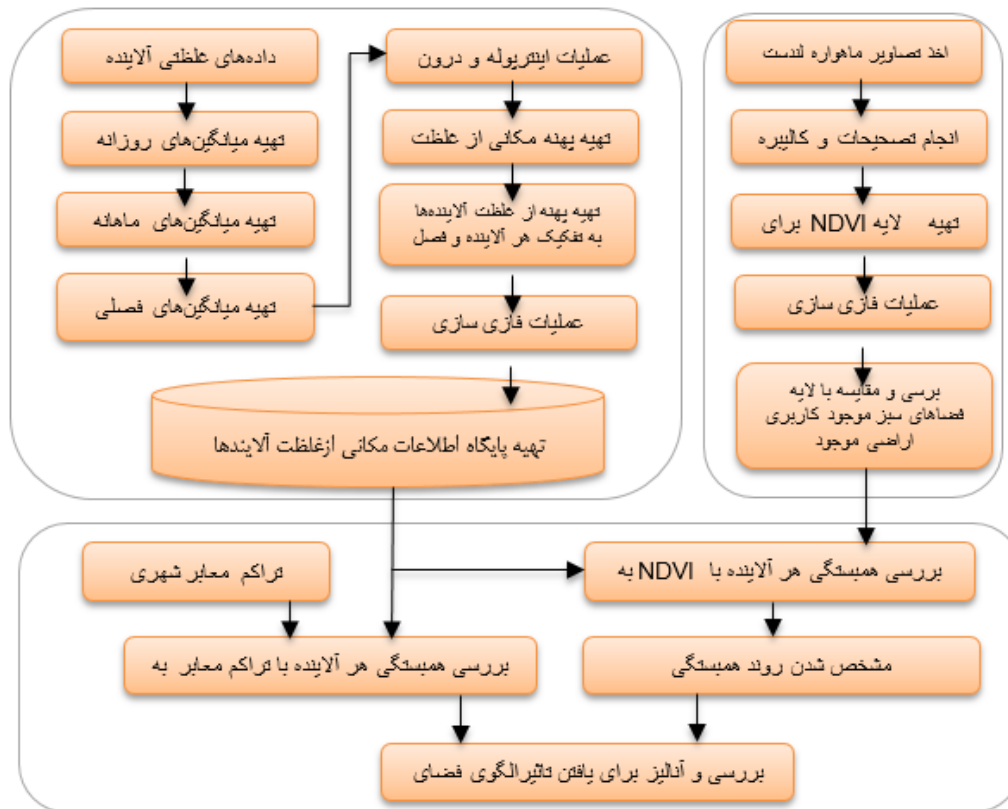 داده‌های غلظتی آلاینده
تهیه میانگین‌های روزانه
تهیه میانگین‌های ماهانه
تهیه میانگین‌های فصلی
عملیات اینترپوله و درون
تهیه پهنه مکانی از غلظت
تهیه پهنه از غلظت آلاینده‌ها
به تفکیک هر آلاینده و فصل
عملیات فازی سازی
تهیه پایگاه اطلاعات مکانی ازغلظت آلایندها
اخذ تصاویر ماهواره لندست
انجام تصحیحات و کالیبره
تهیه لایه NDVI برای
عملیات فازی سازی
برسی و مقایسه با لایه
فضاهای سبز موجود کاربری
اراضی موجود
تراکم معابر شهری
بررسی همبستگی هر آلاینده با NDVI به
بررسی همبستگی هر آلاینده با تراکم معابر به
مشخص شدن روند همبستگی
بررسی و آنالیز برای یافتن تاثیرالگوی فضای